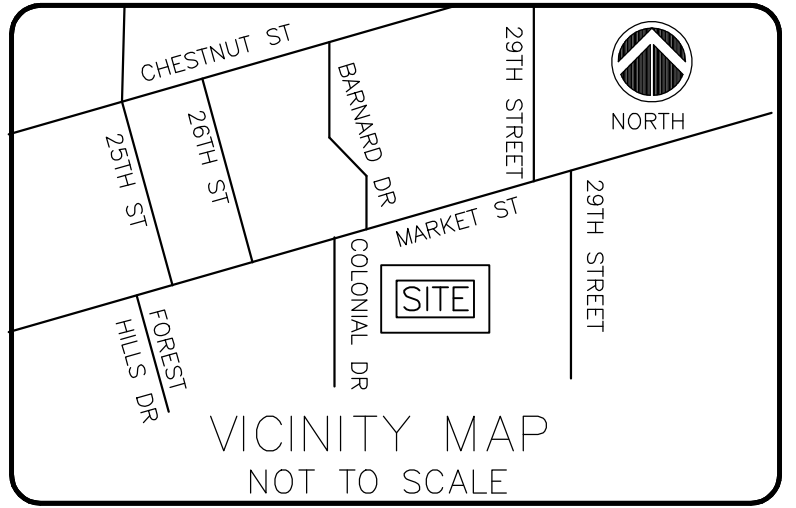 CHESTNUT ST
29TH STREET
NORTH
BARNARD DR
25TH ST
26TH ST
MARKET ST
29TH STREET
COLONIAL DR
SITE
FOREST
HILLS DR
VICINITY MAP
NOT TO SCALE